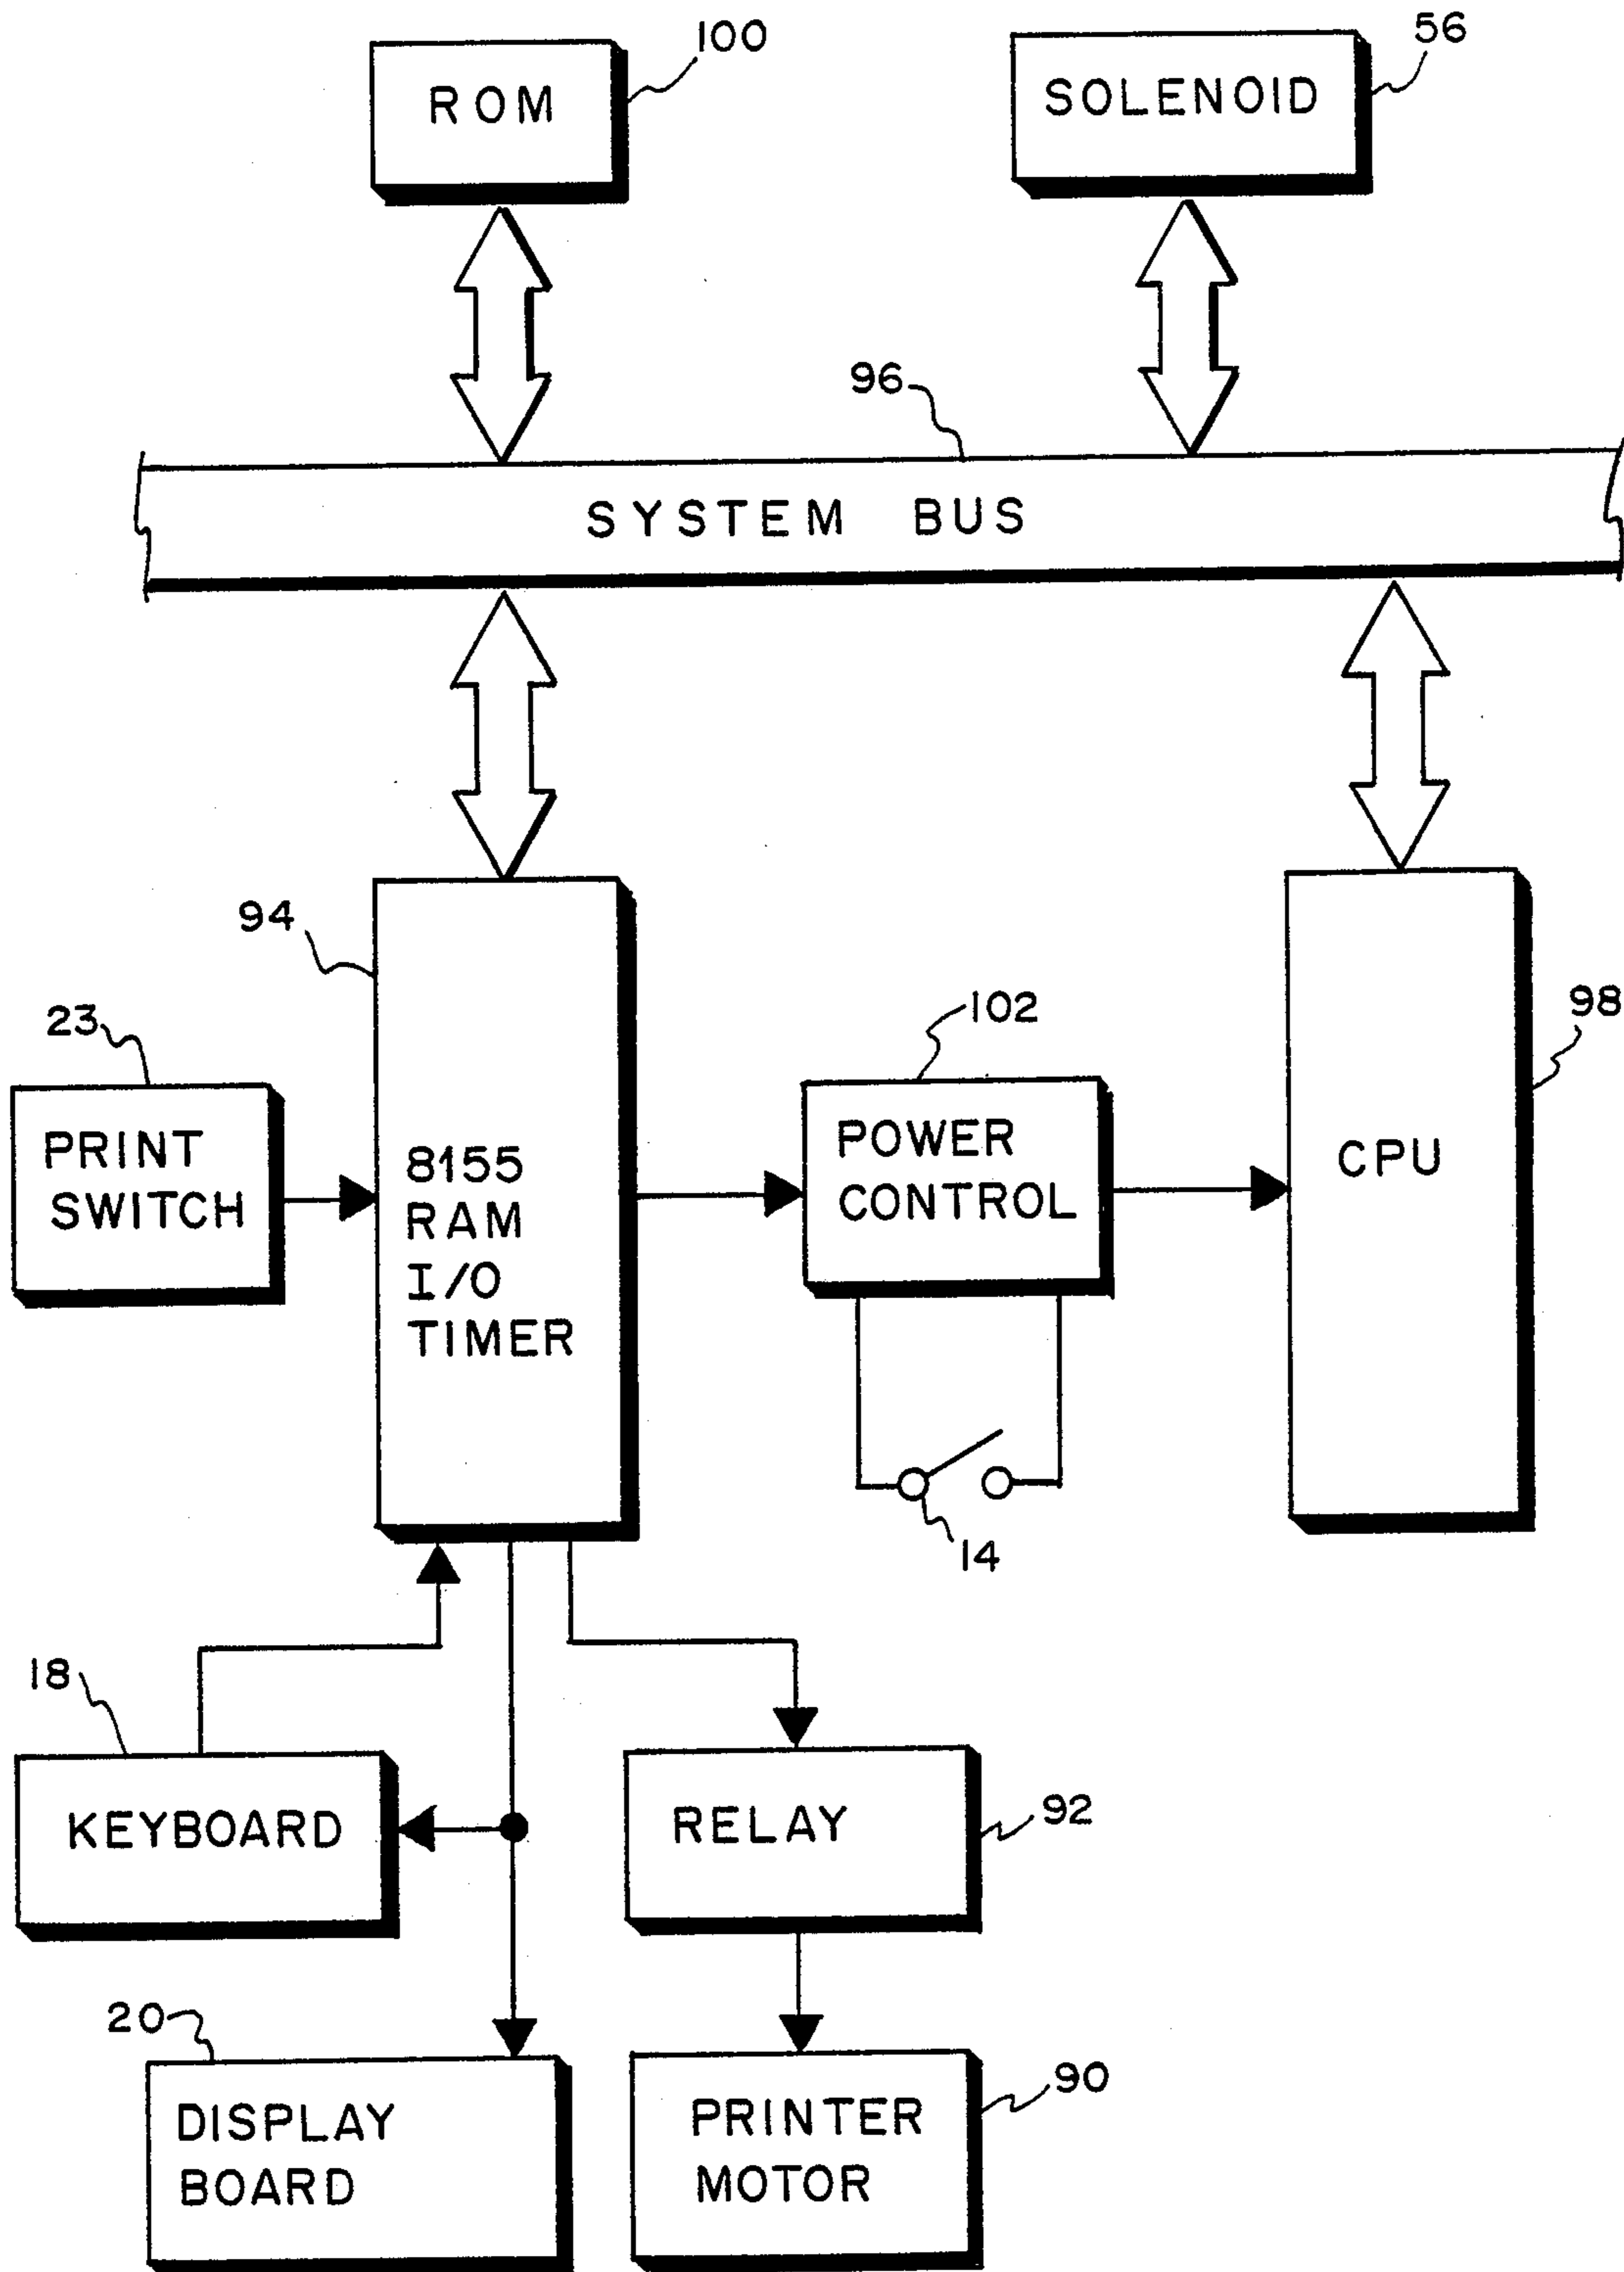 100
ROM
56
SOLENOID
96
SYSTEM BUS
94
23
PRINT
SWITCH
8155
RAM
I/O
TIMER
102
POWER
CONTROL
98
CPU
14
18
KEYBOARD
RELAY
92
20
DISPLAY
BOARD
90
PRINTER
MOTOR